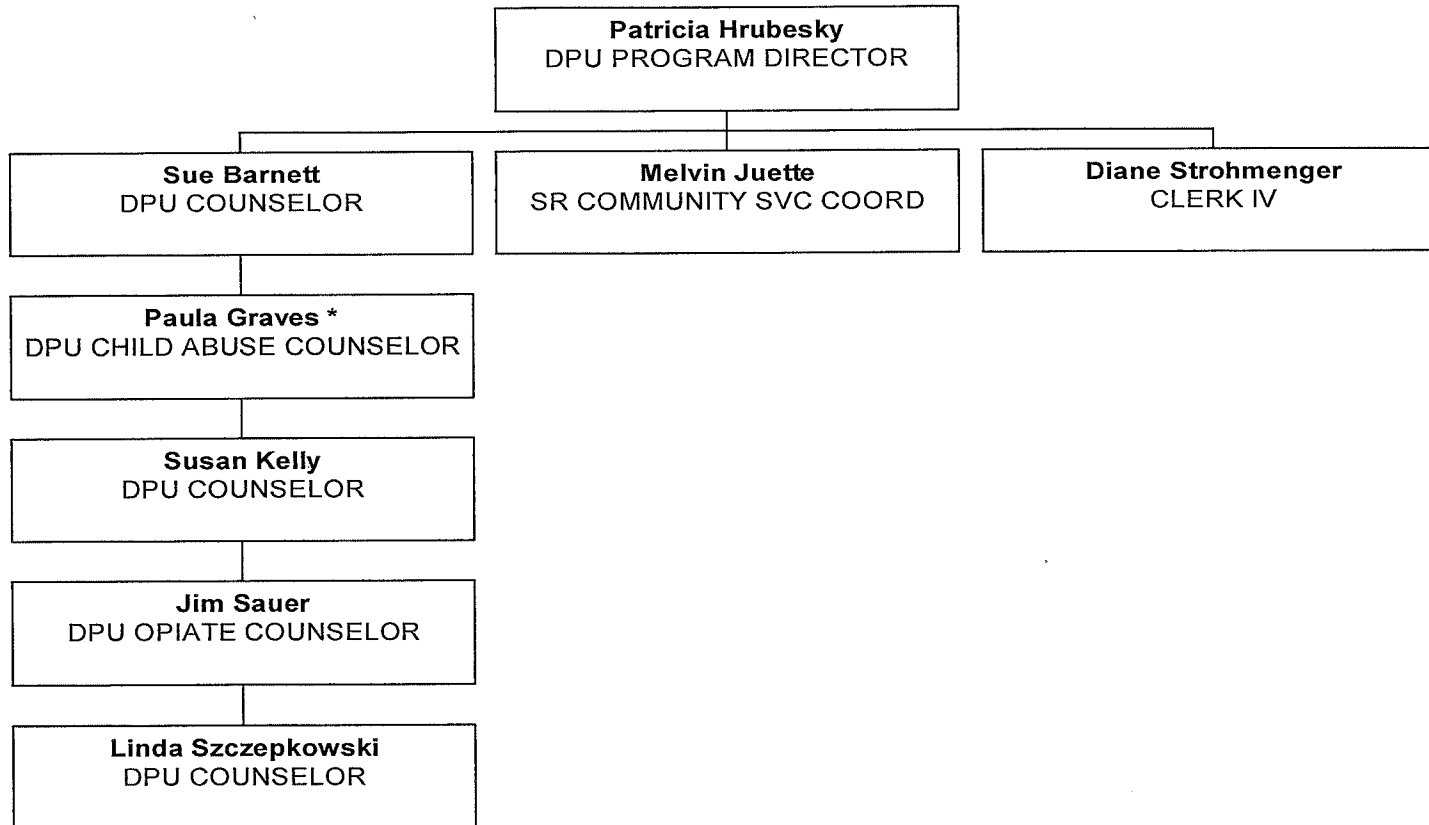 Patricia Hrubesky
DPU PROGRAM DIRECTOR
Sue Barnett
DPU COUNSELOR
Melvin Juette
SR COMMUNITY SVC COORD
Diane Strohmenger
CLERK IV
Paula Graves *
DPU CHILD ABUSE COUNSELOR
Susan Kelly
DPU COUNSELOR
Jim Sauer
DPU OPIATE COUNSELOR
Linda Szczepkowski
DPU COUNSELOR